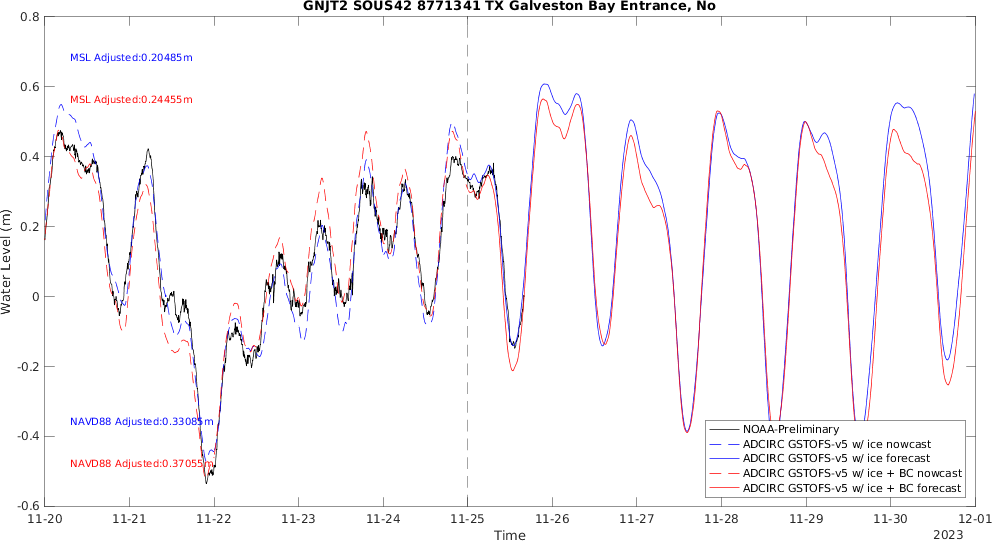 GNJT2 SOUS42 8771341 TX Galveston Bay Entrance, No
0.8
MSL Adjusted:0.20485m
0.6
MSL Adjusted:0.24455m
0.4
0.2
Water Level (m)
0
-0.2
NAVD88 Adjusted:0.33085m
NOAA-Preliminary
-0.4
ADCIRC GSTOFS-v5 w/ ice nowcast
ADCIRC GSTOFS-v5 w/ ice forecast
NAVD88 Adjusted:0.37055m
ADCIRC GSTOFS-v5 w/ ice + BC nowcast
ADCIRC GSTOFS-v5 w/ ice + BC forecast
-0.6
11-20 11-21 11-22 11-23 11-24 11-25 11-26 11-27 11-28 11-29 11-30 12-01
Time
2023